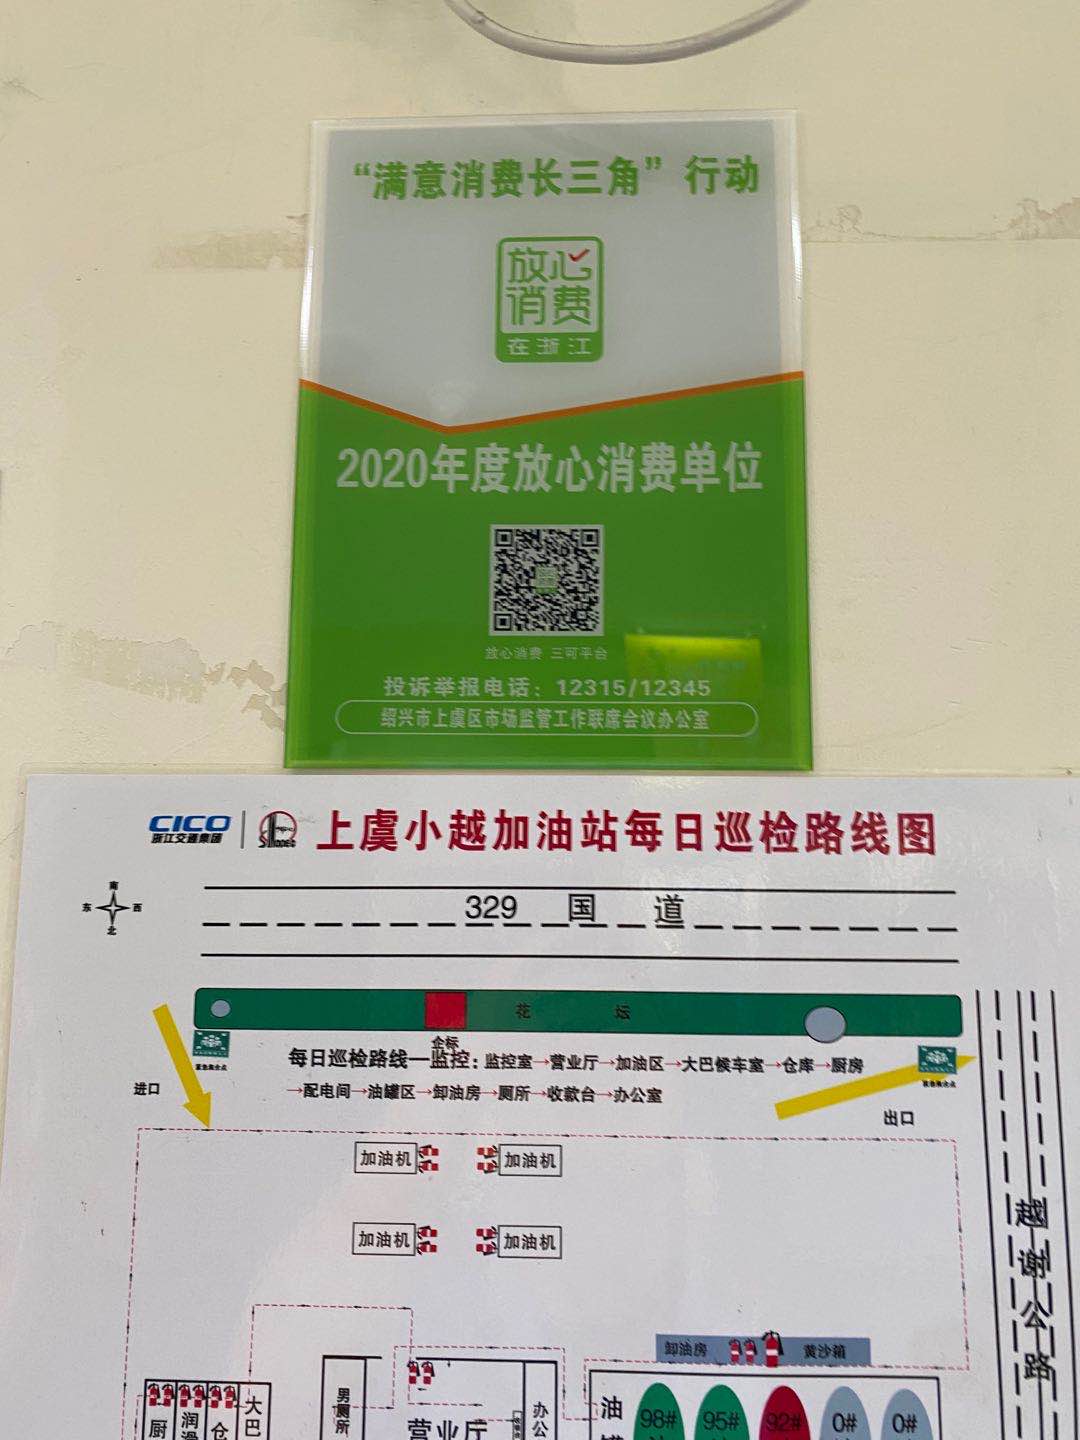 “满意消费长三角”行动
放心
消费
在浙江
2020年度放心消费单位
放心消费 三可平台
投诉举报电话：12315/12345
绍兴市上虞区市场监管工作联席会议办公室
CICO
浙江交通集团
上虞小越加油站每日巡检路线图
南
东 西
北
329 国 道
花 坛
企标
每日巡检路线—监控：监控室→营业厅→加油区→大巴候车室→仓库→厨房
→配电间→油罐区→卸油房→厕所→收款台→办公室
进口
出口
加油机 加油机
加油机 加油机
越谢公路
卸油房 黄沙箱
厨
润滑
仓
大巴
男厕所
营业厅
办公
油
98#
95#
92#
0#
0#